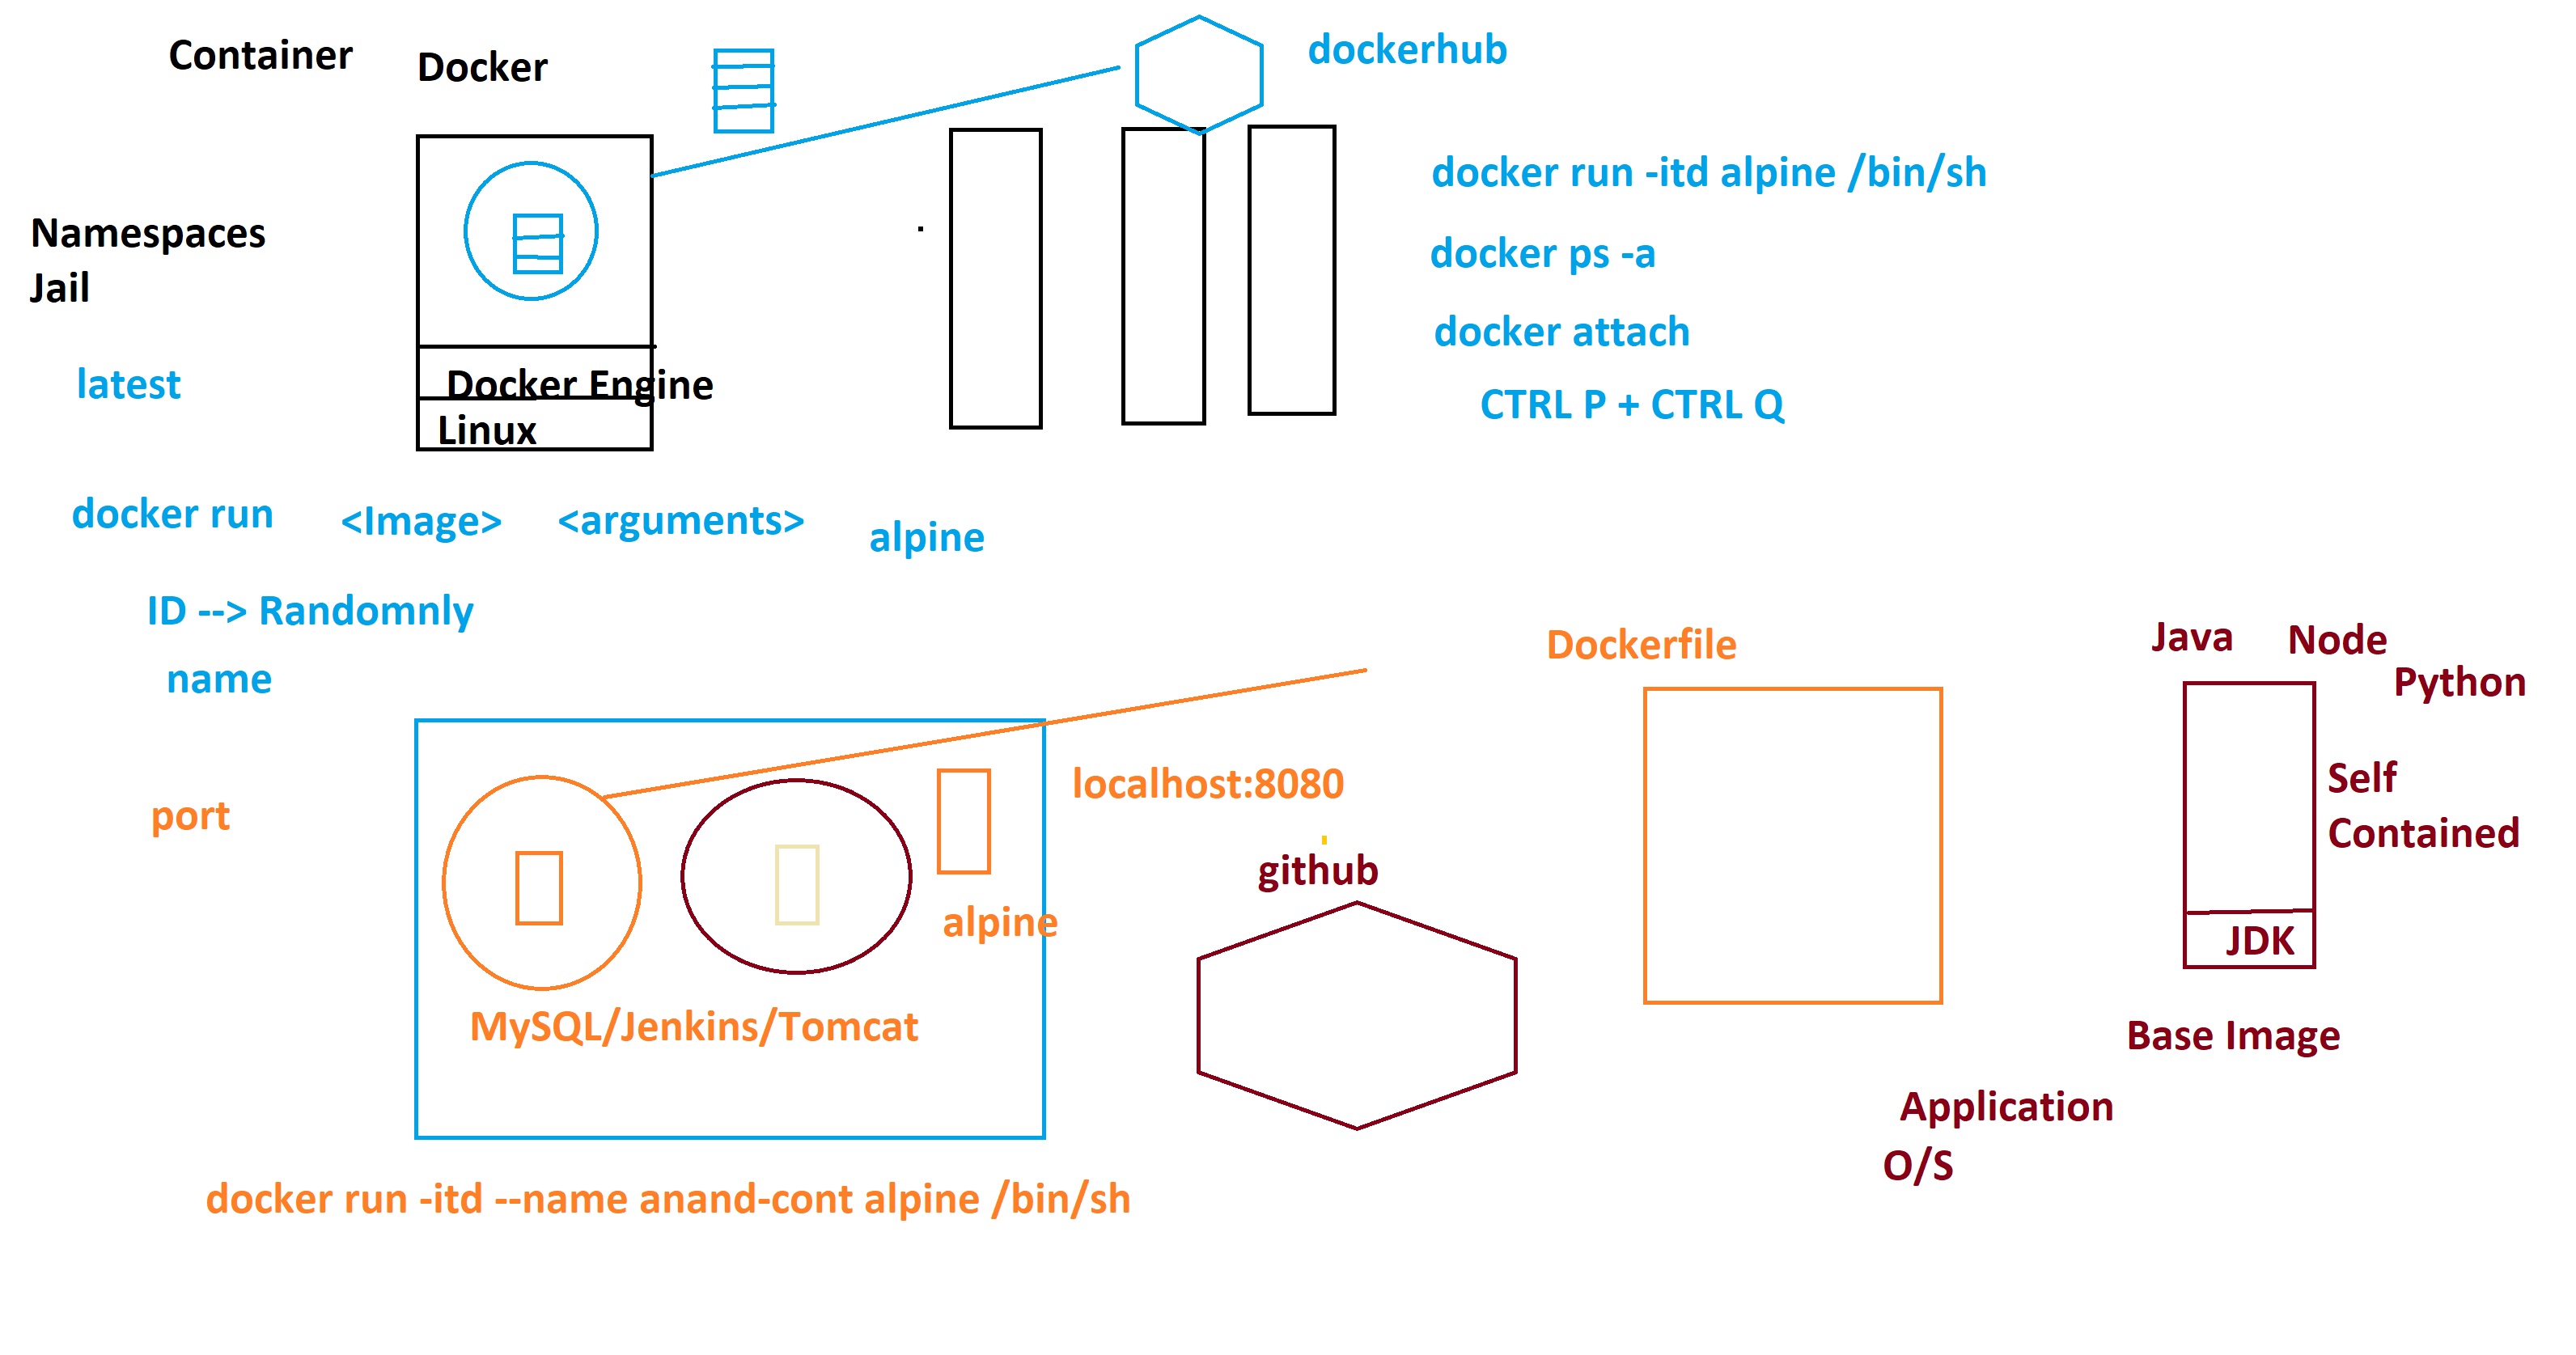 Container
Docker
dockerhub
docker run -itd alpine /bin/sh
Namespaces
Jail
docker ps -a
docker attach
latest
Docker Engine
CTRL P + CTRL Q
Linux
docker run <Image> <arguments> alpine
ID --> Randomnly
name
Dockerfile
Java
Node
Python
port
localhost:8080
Self
Contained
github
alpine
JDK
MySQL/Jenkins/Tomcat
Base Image
Application
O/S
docker run -itd --name anand-cont alpine /bin/sh